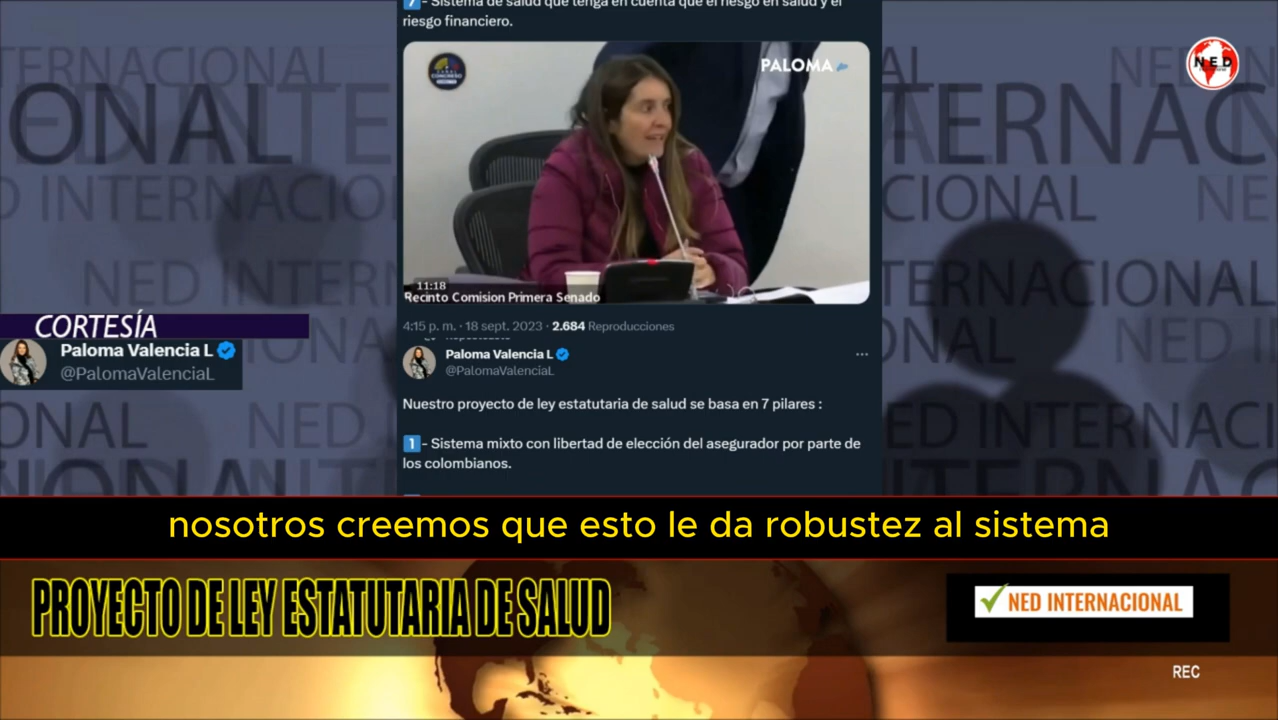 7 - Sistema de salud que tenga en cuenta que el riesgo en salud y el
riesgo financiero.
CONGRESO
PALOMA
NED
11:18
Recinto Comision Primera Senado
4:15 p. m. · 18 sept. 2023 · 2.684 Reproducciones
CORTESÍA
Paloma Valencia L
@PalomaValenciaL
Paloma Valencia L
@PalomaValenciaL
...
Nuestro proyecto de ley estatutaria de salud se basa en 7 pilares :
1 - Sistema mixto con libertad de elección del asegurador por parte de
los colombianos.
nosotros creemos que esto le da robustez al sistema
PROYECTO DE LEY ESTATUTARIA DE SALUD
NED INTERNACIONAL
REC